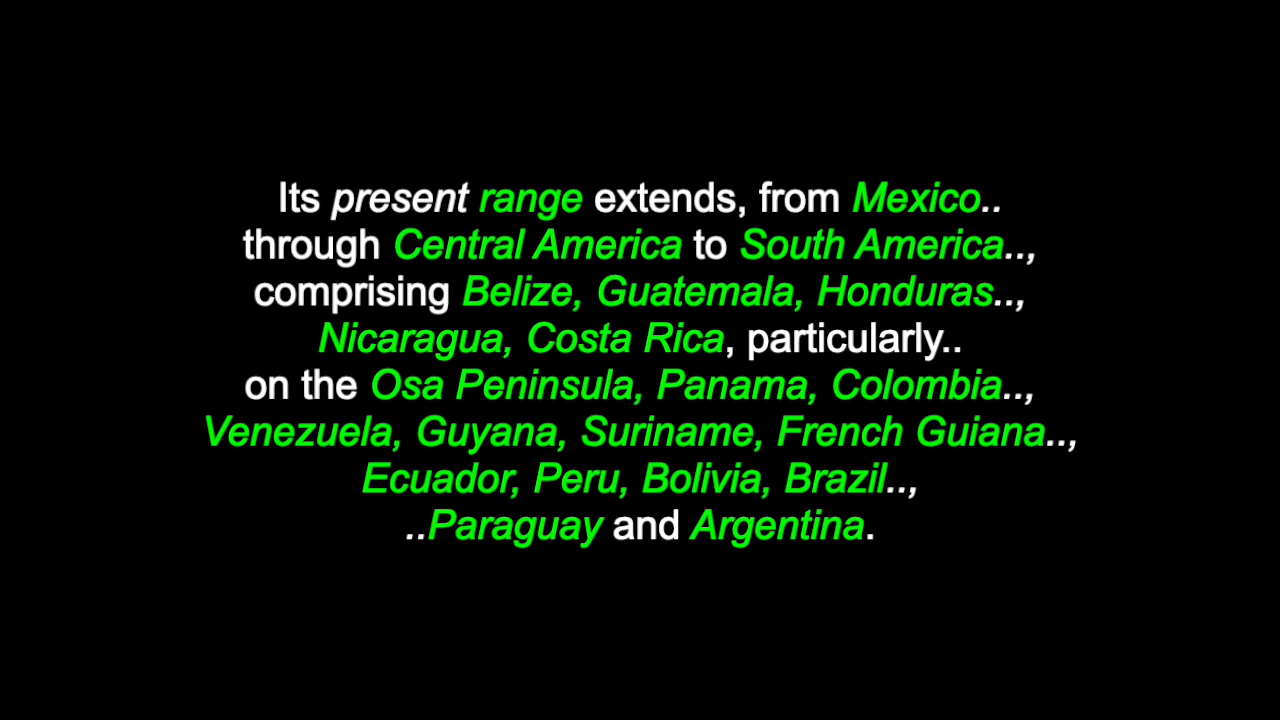 Its present range extends, from Mexico..
through Central America to South America..,
comprising Belize, Guatemala, Honduras..,
Nicaragua, Costa Rica, particularly..
on the Osa Peninsula, Panama, Colombia..,
Venezuela, Guyana, Suriname, French Guiana..,
Ecuador, Peru, Bolivia, Brazil..,
..Paraguay and Argentina.